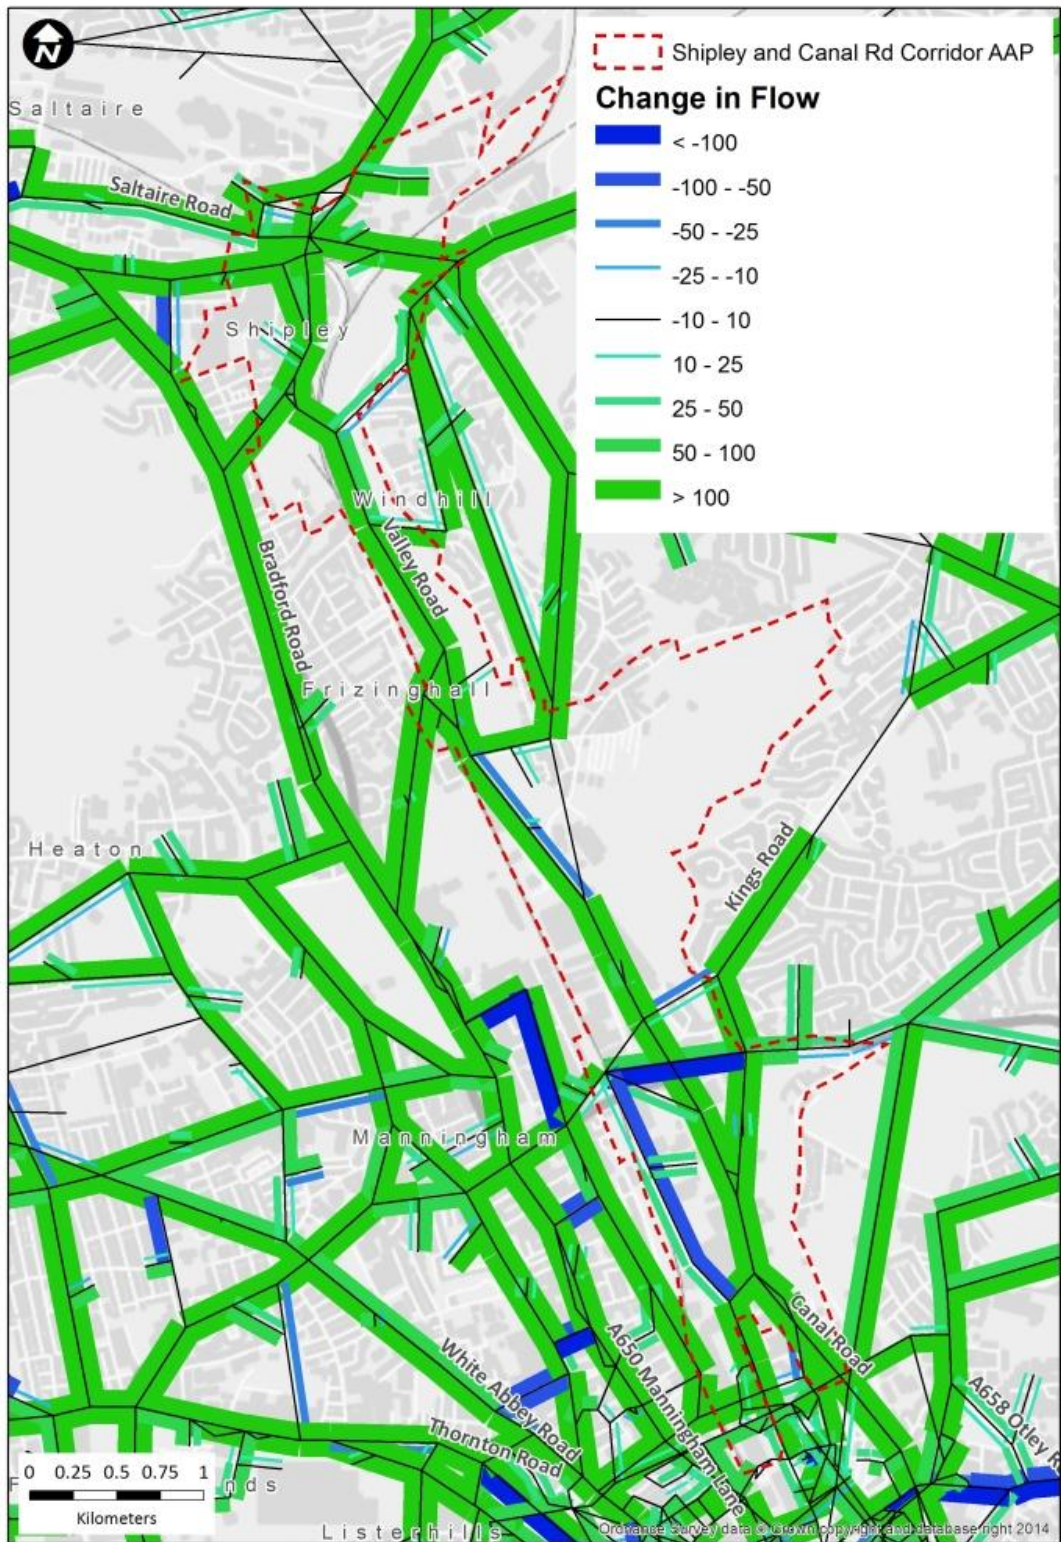 N
Shipley and Canal Rd Corridor AAP
Change in Flow
< -100
-100 - -50
-50 - -25
-25 - -10
-10 - 10
10 - 25
25 - 50
50 - 100
> 100
Saltaire
Saltaire Road
Shipley
Windhill
Valley Road
Bradford Road
Frizinghall
Heaton
Kings Road
Manningham
Canal Road
A650 Manningham Lane
White Abbey Road
Thornton Road
A658 Otley R
0 0.25 0.5 0.75 1
Kilometers
F nds
Listerhills
Ordnance Survey data © Crown copyright and database right 2014